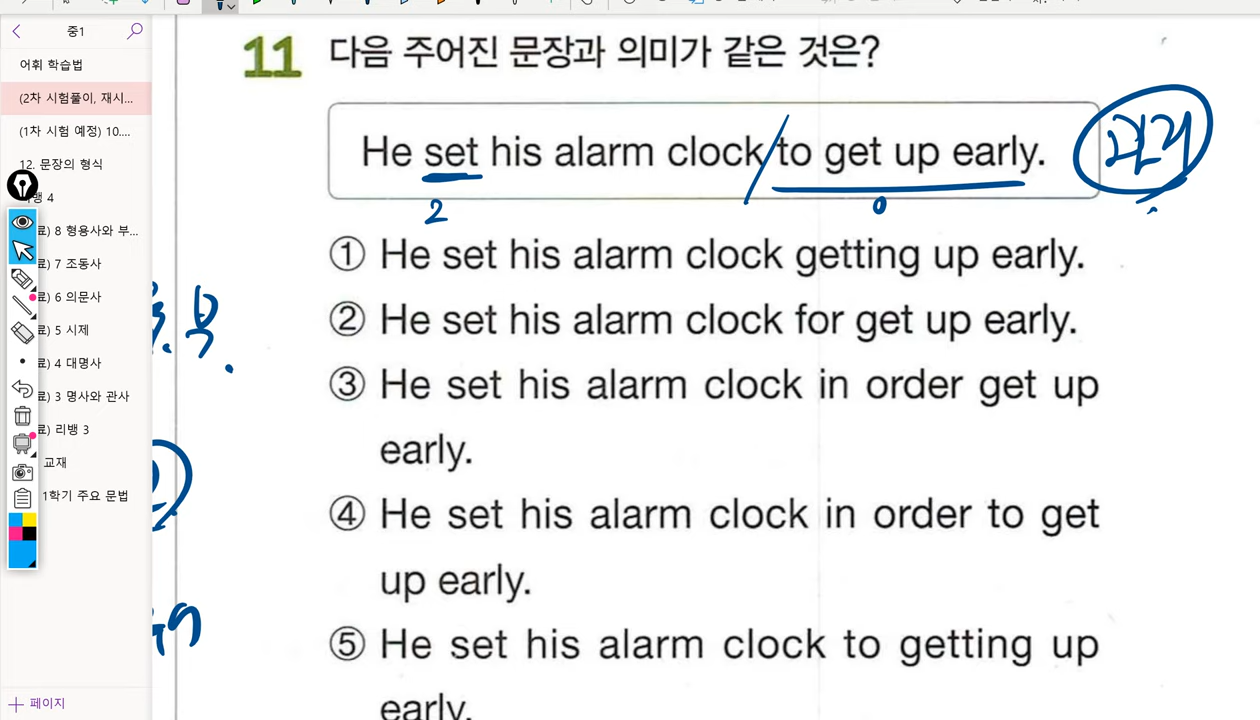 중1
어휘 학습법
(2차 시험풀이, 재시...
(1차 시험 예정) 10....
12. 문장의 형식
뱅 4
료) 8 형용사와 부...
료) 7 조동사
료) 6 의문사
료) 5 시제
료) 4 대명사
료) 3 명사와 관사
료) 리뱅 3
교재
1학기 주요 문법
페이지
11 다음 주어진 문장과 의미가 같은 것은?
He set his alarm clock/to get up early.
2
① He set his alarm clock getting up early.
② He set his alarm clock for get up early.
③ He set his alarm clock in order get up
early.
④ He set his alarm clock in order to get
up early.
⑤ He set his alarm clock to getting up
early.